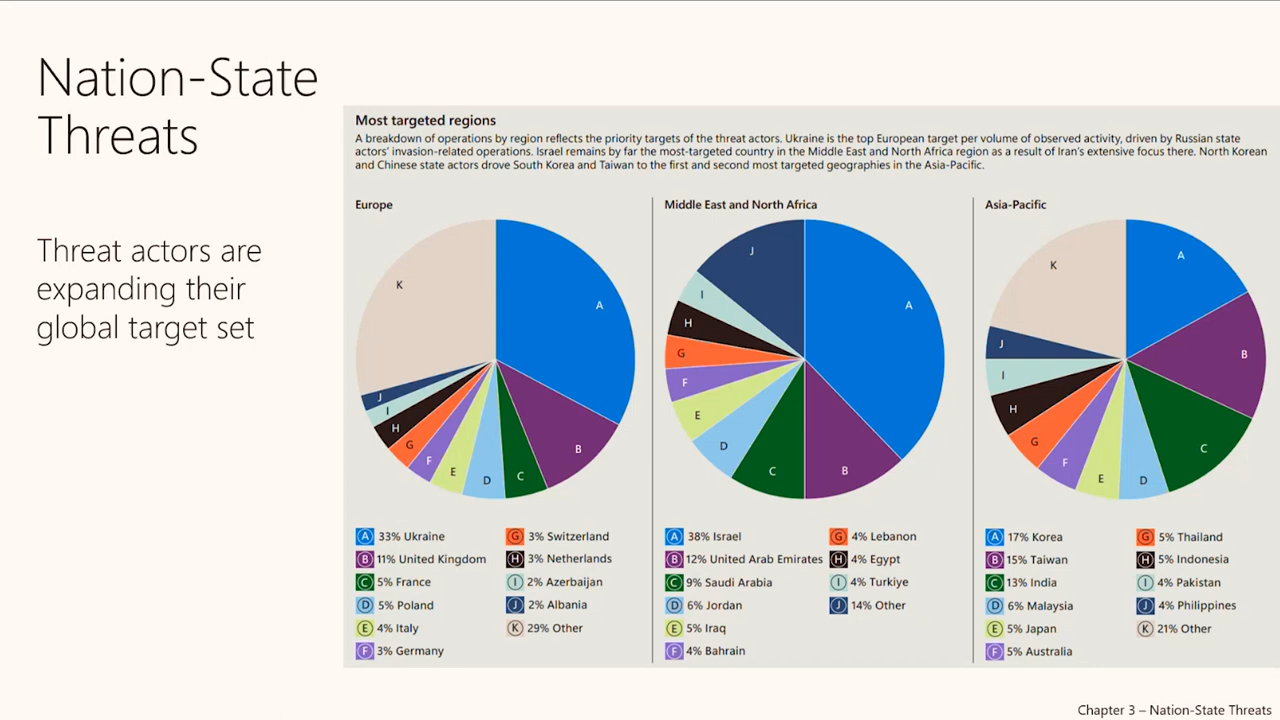 Nation-State
Threats
Threat actors are
expanding their
global target set
Most targeted regions
A breakdown of operations by region reflects the priority targets of the threat actors. Ukraine is the top European target per volume of observed activity, driven by Russian state
actors' invasion-related operations. Israel remains by far the most-targeted country in the Middle East and North Africa region as a result of Iran's extensive focus there. North Korean
and Chinese state actors drove South Korea and Taiwan to the first and second most targeted geographies in the Asia-Pacific.
Europe
A
B
C
D
E
F
G
H
I
J
K
A 33% Ukraine
B 11% United Kingdom
C 5% France
D 5% Poland
E 4% Italy
F 3% Germany
G 3% Switzerland
H 3% Netherlands
I 2% Azerbaijan
J 2% Albania
K 29% Other
Middle East and North Africa
A
B
C
D
E
F
G
H
I
J
A 38% Israel
B 12% United Arab Emirates
C 9% Saudi Arabia
D 6% Jordan
E 5% Iraq
F 4% Bahrain
G 4% Lebanon
H 4% Egypt
I 4% Turkiye
J 14% Other
Asia-Pacific
A
B
C
D
E
F
G
H
I
J
K
A 17% Korea
B 15% Taiwan
C 13% India
D 6% Malaysia
E 5% Japan
F 5% Australia
G 5% Thailand
H 5% Indonesia
I 4% Pakistan
J 4% Philippines
K 21% Other
Chapter 3 – Nation-State Threats